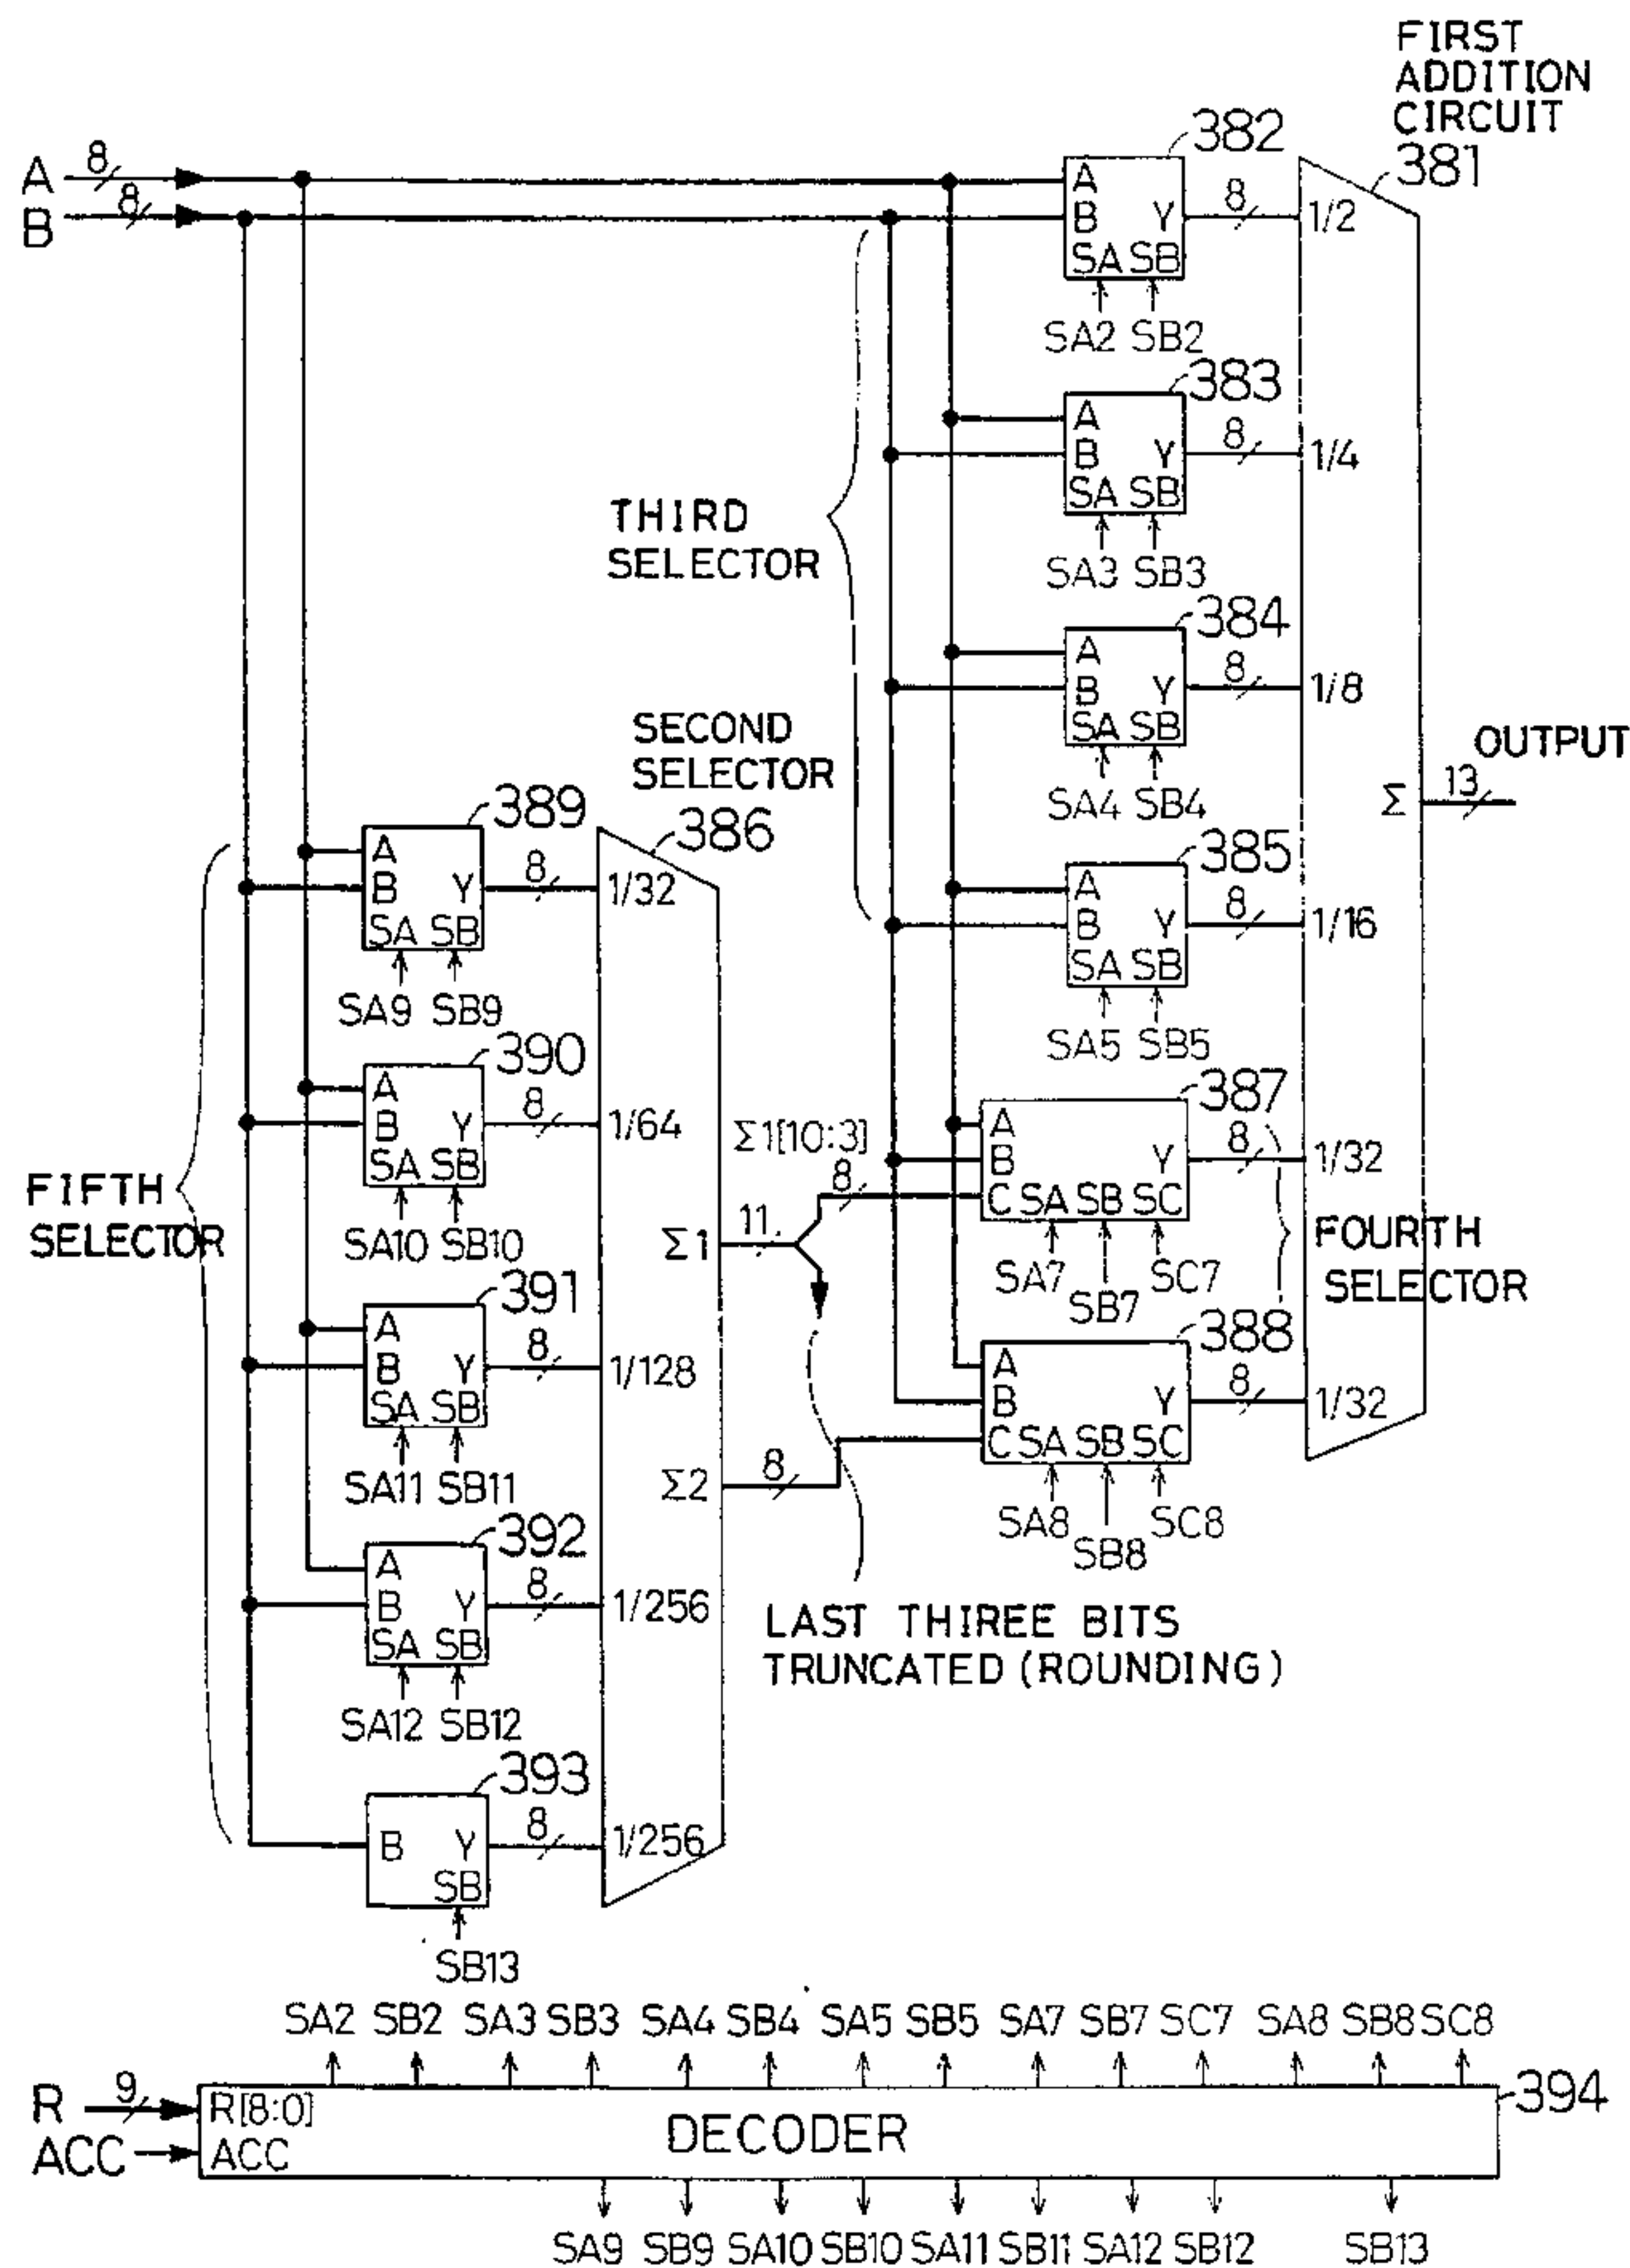 FIRST
ADDITION
CIRCUIT
381
382
A 8
B 8
A
B Y
SA SB
8
1/2
SA2 SB2
383
A
B Y
SA SB
8
1/4
SA3 SB3
THIRD
SELECTOR
384
A
B Y
SA SB
8
1/8
SA4 SB4
SECOND
SELECTOR
386
OUTPUT
Σ 13
389
A
B Y
SA SB
8
1/32
SA9 SB9
385
A
B Y
SA SB
8
1/16
SA5 SB5
390
A
B Y
SA SB
8
1/64
SA10 SB10
FIFTH
SELECTOR
Σ1[10:3]
8
Σ1 11
387
A
B Y
C SA SB SC
8
1/32
SA7 SB7 SC7
FOURTH
SELECTOR
391
A
B Y
SA SB
8
1/128
SA11 SB11
388
A
B Y
C SA SB SC
8
1/32
SA8 SB8 SC8
Σ2 8
392
A
B Y
SA SB
8
1/256
SA12 SB12
LAST THIREE BITS
TRUNCATED (ROUNDING)
393
B Y
SB
8
1/256
SB13
SA2 SB2 SA3 SB3 SA4 SB4 SA5 SB5 SA7 SB7 SC7 SA8 SB8 SC8
R 9 R[8:0]
ACC ACC
DECODER
394
SA9 SB9 SA10 SB10 SA11 SB11 SA12 SB12 SB13